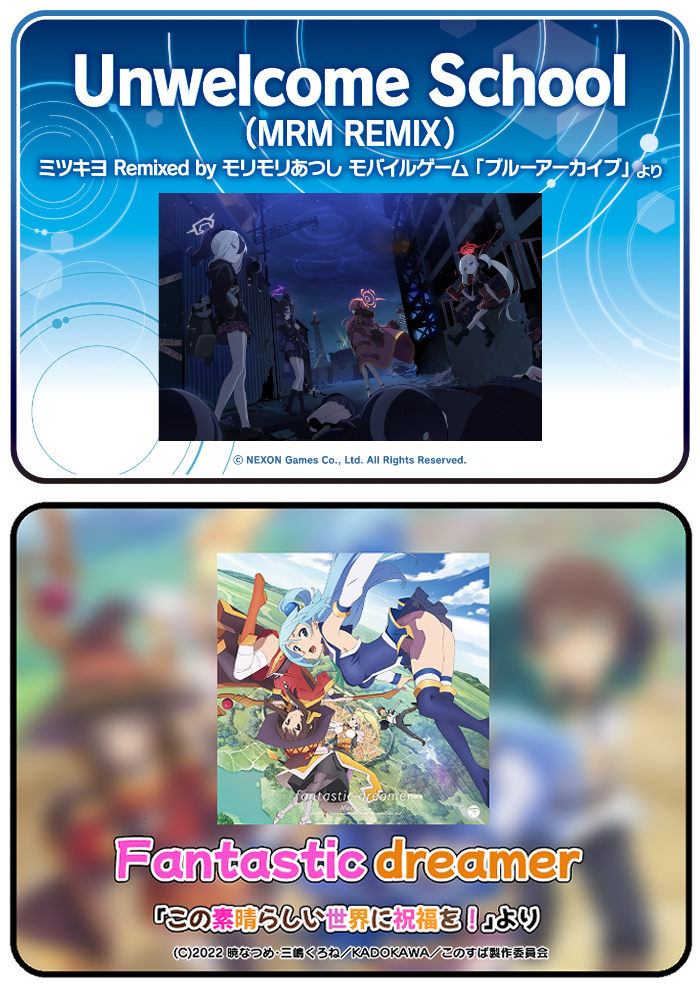 Unwelcome School
(MRM REMIX)
ミツキヨ Remixed by モリモリあつし モバイルゲーム「ブルーアーカイブ」より
© NEXON Games Co., Ltd. All Rights Reserved.
fantastic dreamer
Fantastic dreamer
「この素晴らしい世界に祝福を!」より
(C)2022 暁なつめ・三嶋くろね/KADOKAWA/このすば製作委員会